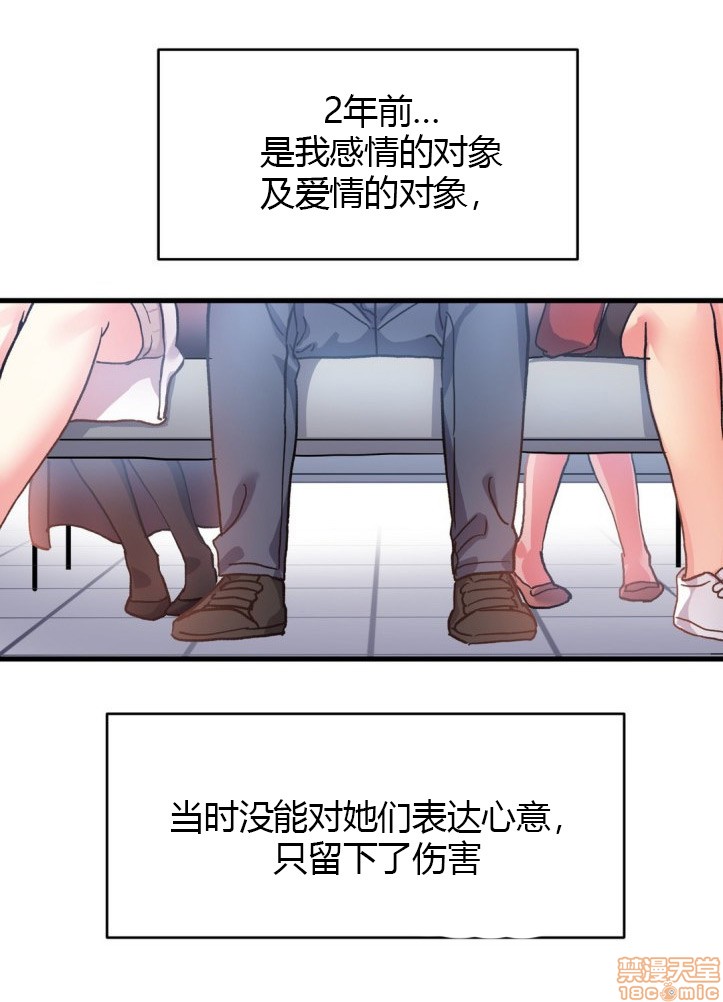 2年前...
是我感情的对象
及爱情的对象，
当时没能对她们表达心意，
只留下了伤害
禁漫天堂
18comic